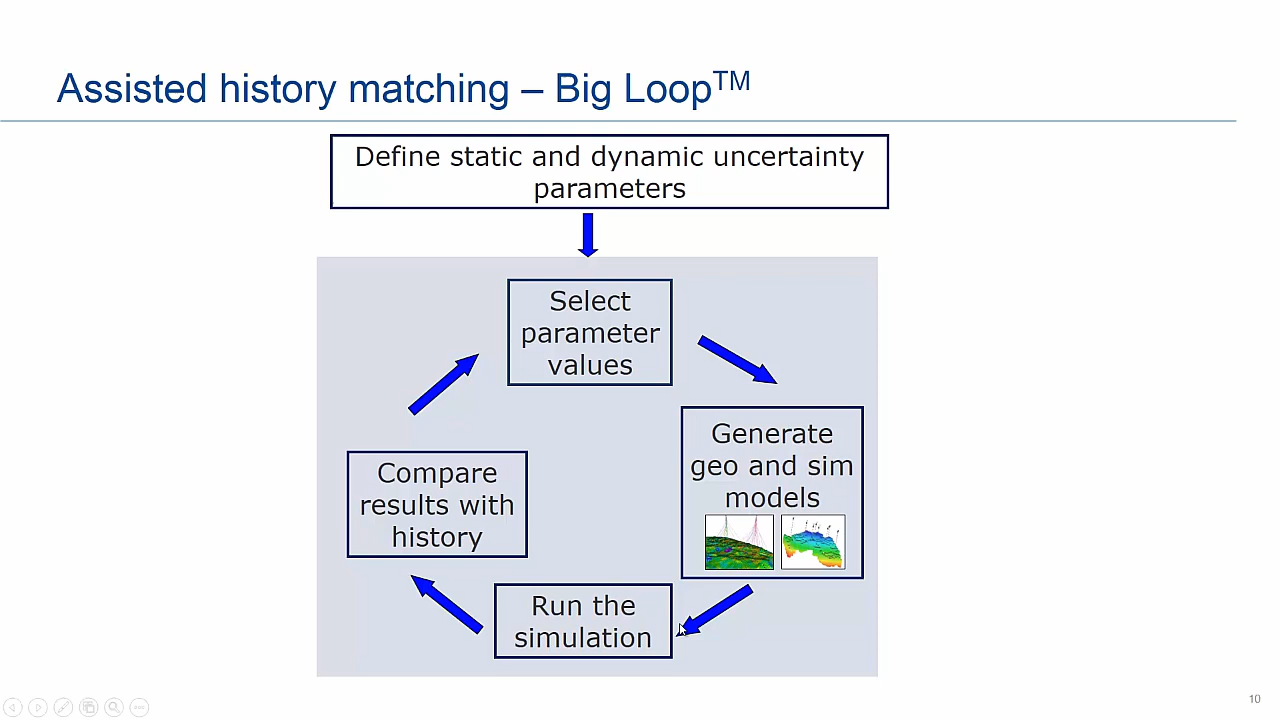 Assisted history matching – Big Loop™
Define static and dynamic uncertainty
parameters
Select
parameter
values
Generate
geo and sim
models
Compare
results with
history
Run the
simulation
10